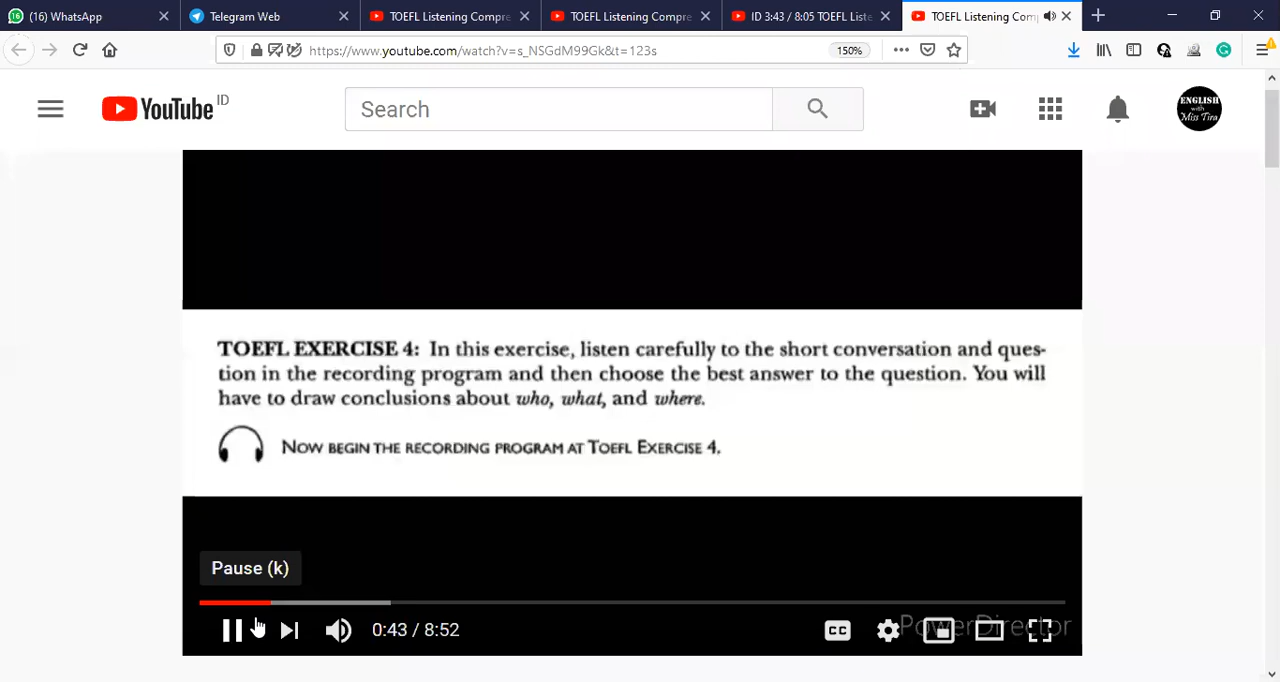 (16) WhatsApp
Telegram Web
TOEFL Listening Compre
TOEFL Listening Compre
ID 3:43 / 8:05 TOEFL Liste
TOEFL Listening Com
https://www.youtube.com/watch?v=s_NSGdM99Gk&t=123s
150%
YouTube ID
Search
ENGLISH
with
Miss Tira
TOEFL EXERCISE 4: In this exercise, listen carefully to the short conversation and ques-
tion in the recording program and then choose the best answer to the question. You will
have to draw conclusions about who, what, and where.
NOW BEGIN THE RECORDING PROGRAM AT TOEFL EXERCISE 4.
Pause (k)
0:43 / 8:52
CC
PowerDirector